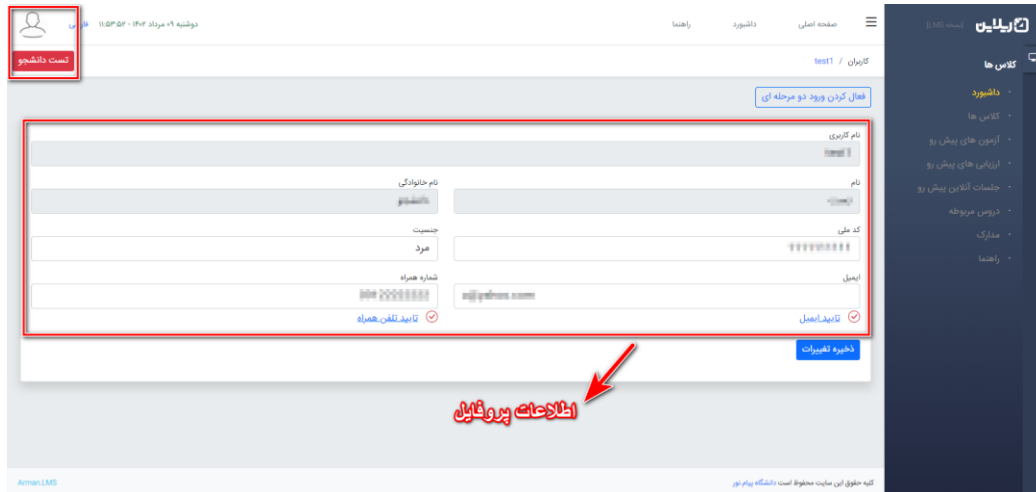 صفحه اصلی داشبورد راهنما
دوشنبه ۰۹ مرداد ۱۴۰۲ - ۱۱:۵۳:۵۲
تست دانشجو
کاربران / test1
کلاس ها
داشبورد
کلاس ها
آزمون های پیش رو
ارزیابی های پیش رو
جلسات آنلاین پیش رو
دروس مربوطه
مدارک
راهنما
فعال کردن ورود دو مرحله ای
نام کاربری
نام
نام خانوادگی
کد ملی
جنسیت
مرد
ایمیل
شماره همراه
تایید ایمیل
تایید تلفن همراه
ذخیره تغییرات
اطلاعات پروفایل
کلیه حقوق این سایت محفوظ است دانشگاه پیام نور
Arman.LMS